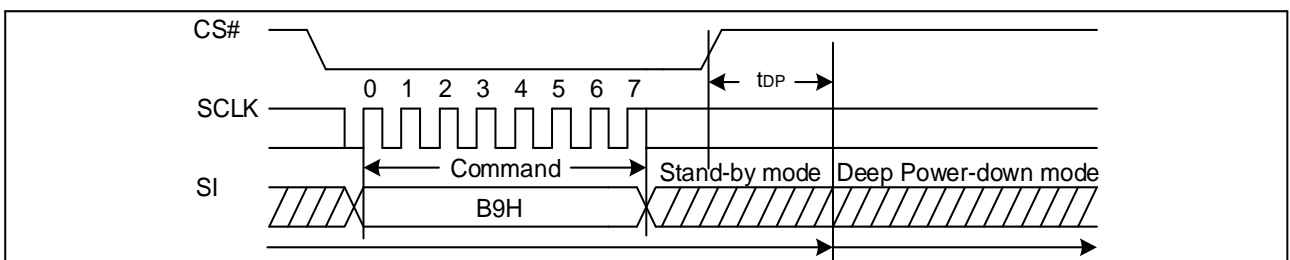 CS#
tDP
0 1 2 3 4 5 6 7
SCLK
Command
Stand-by mode Deep Power-down mode
SI
B9H